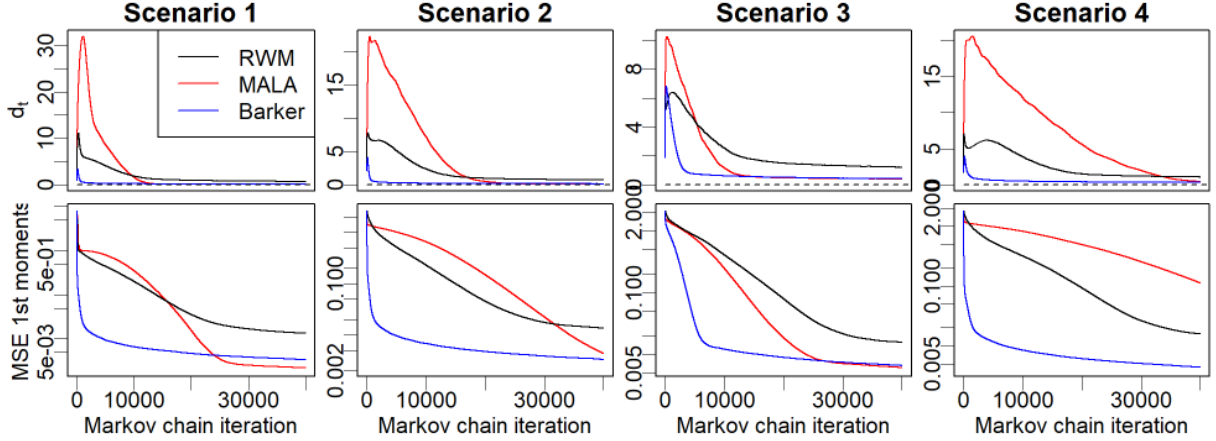 Scenario 1
Scenario 2
Scenario 3
Scenario 4
RWM
MALA
Barker
d_t
0 10 20 30
0 5 15
0 4 8
0 5 15
MSE 1st moments
5e-03 5e-01
0.002 0.100
0.005 0.100 2.000
0.005 0.100 2.000
0 10000 30000
0 10000 30000
0 10000 30000
0 10000 30000
Markov chain iteration
Markov chain iteration
Markov chain iteration
Markov chain iteration